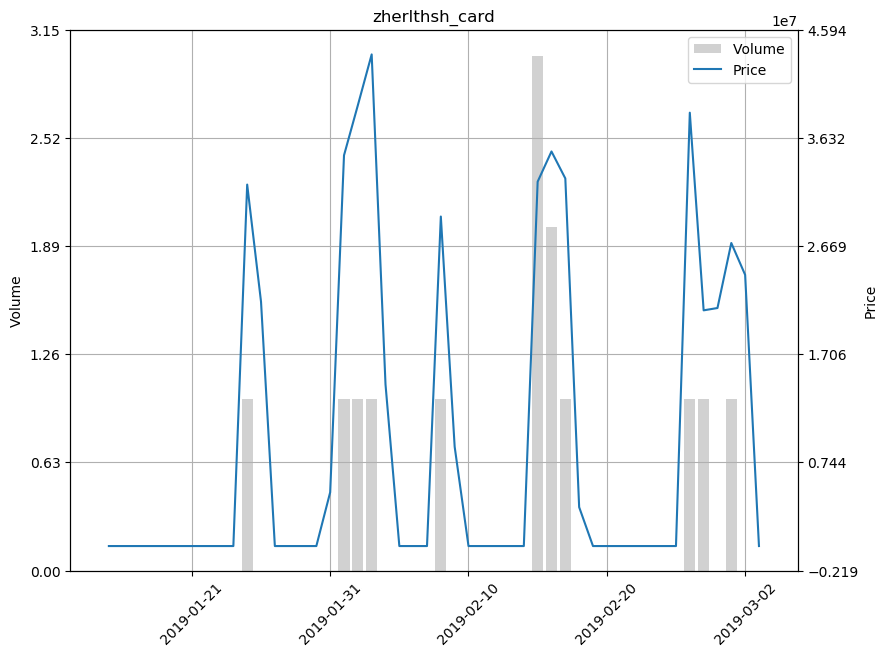 zherlthsh_card
1e7
3.15
2.52
1.89
1.26
0.63
0.00
Volume
4.594
3.632
2.669
1.706
0.744
−0.219
Price
Volume
Price
2019-01-21
2019-01-31
2019-02-10
2019-02-20
2019-03-02